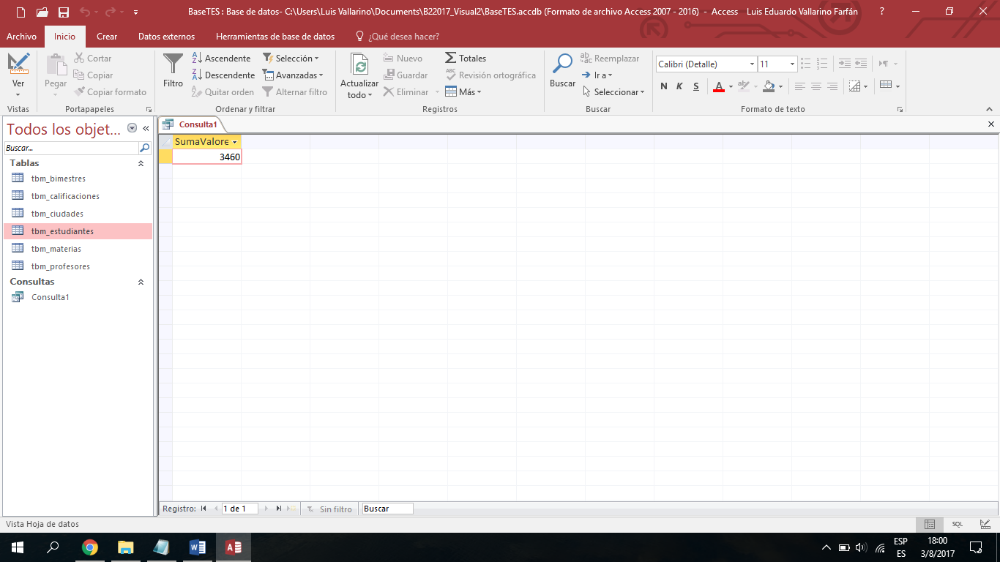 BaseTES : Base de datos- C:\Users\Luis Vallarino\Documents\B22017_Visual2\BaseTES.accdb (Formato de archivo Access 2007 - 2016) - Access Luis Eduardo Vallarino Farfán ?
Archivo Inicio Crear Datos externos Herramientas de base de datos ¿Qué desea hacer?
Ver
Vistas
Pegar
Cortar
Copiar
Copiar formato
Portapapeles
Filtro
Ascendente
Descendente
Quitar orden
Selección
Avanzadas
Alternar filtro
Ordenar y filtrar
Actualizar
todo
Nuevo
Guardar
Eliminar
Totales
Revisión ortográfica
Más
Registros
Buscar
Reemplazar
Ir a
Seleccionar
Buscar
Calibri (Detalle) 11
N K S A
Formato de texto
Todos los objet...
Buscar...
Tablas
tbm_bimestres
tbm_calificaciones
tbm_ciudades
tbm_estudiantes
tbm_materias
tbm_profesores
Consultas
Consulta1
Consulta1
SumaValore
3460
Registro: 1 de 1 Sin filtro Buscar
Vista Hoja de datos SQL
ESP
ES
18:00
3/8/2017